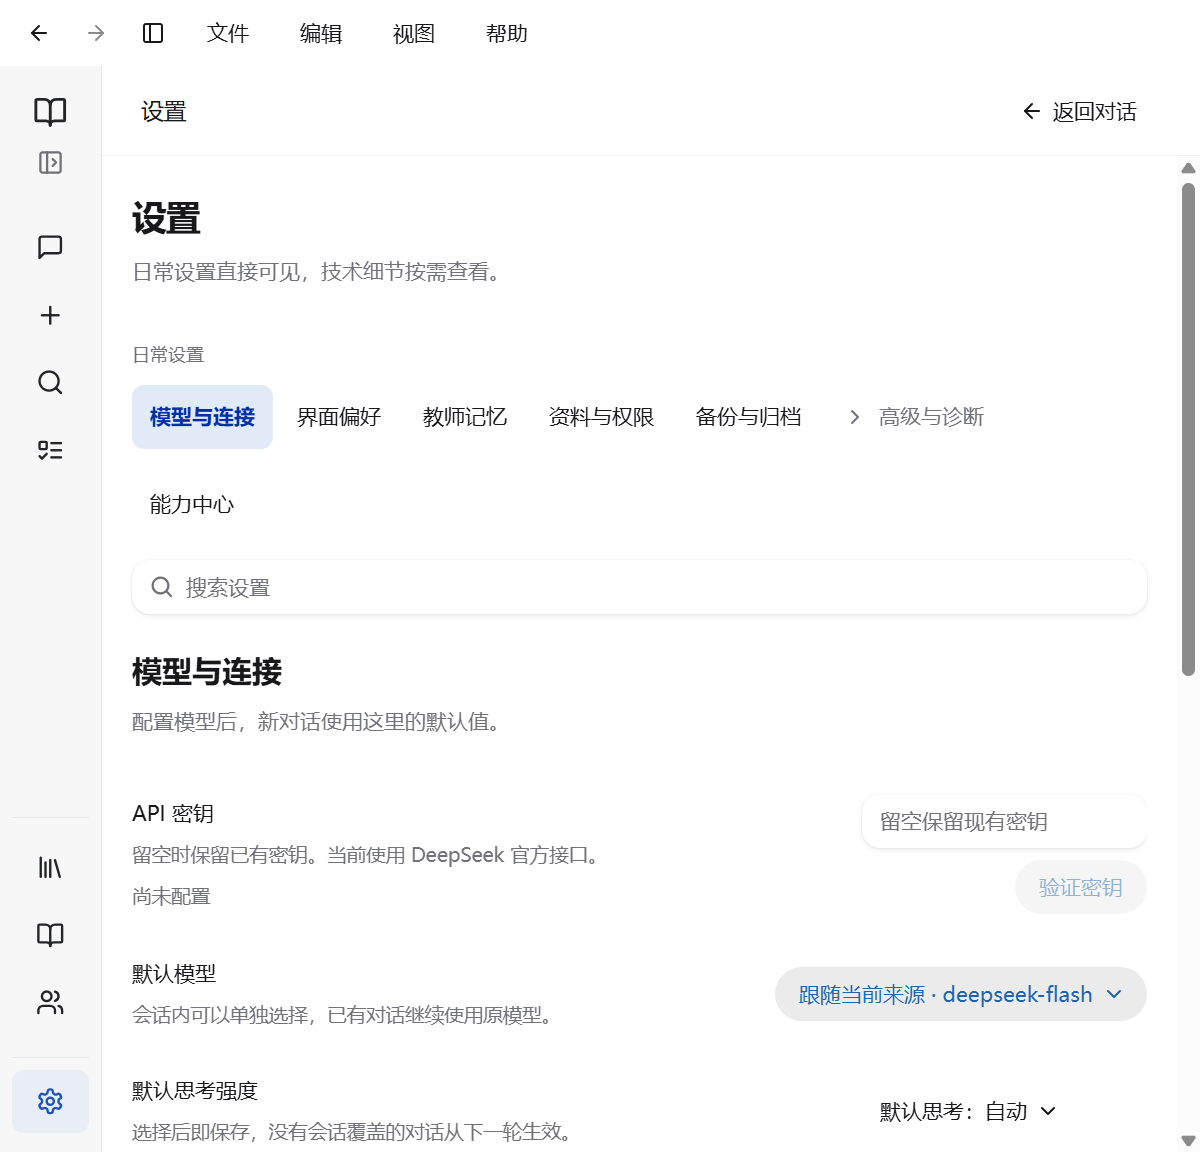 文件 编辑 视图 帮助
设置
返回对话
设置
日常设置直接可见，技术细节按需查看。
日常设置
模型与连接 界面偏好 教师记忆 资料与权限 备份与归档 高级与诊断
能力中心
搜索设置
模型与连接
配置模型后，新对话使用这里的默认值。
API 密钥
留空时保留已有密钥。当前使用 DeepSeek 官方接口。
尚未配置
留空保留现有密钥
验证密钥
默认模型
会话内可以单独选择，已有对话继续使用原模型。
跟随当前来源 · deepseek-flash
默认思考强度
选择后即保存，没有会话覆盖的对话从下一轮生效。
默认思考：自动